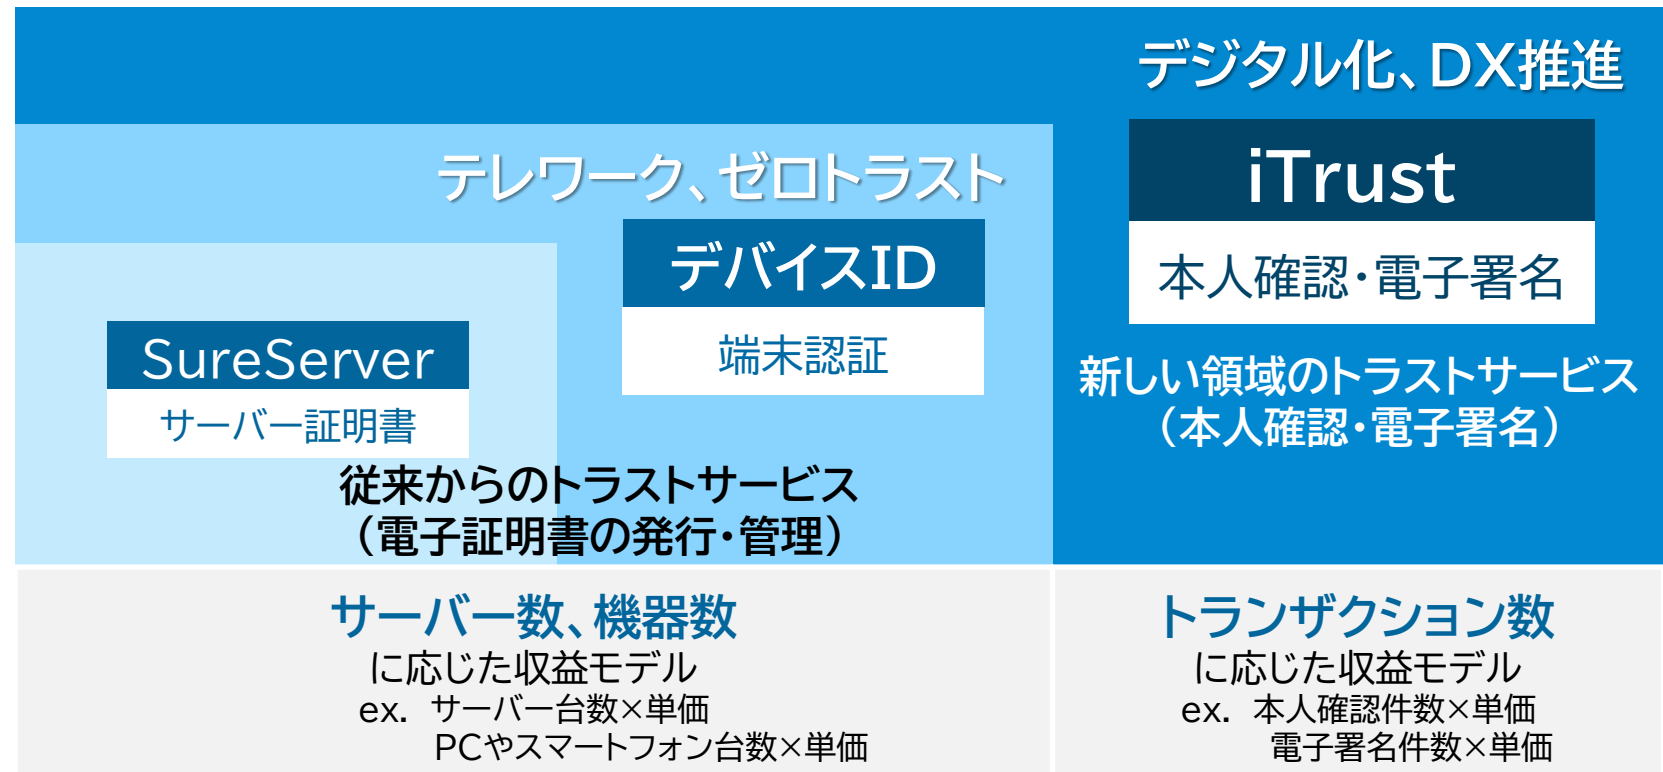 デジタル化、DX推進
テレワーク、ゼロトラスト
iTrust
本人確認・電子署名
デバイスID
端末認証
SureServer
サーバー証明書
新しい領域のトラストサービス
（本人確認・電子署名）
従来からのトラストサービス
（電子証明書の発行・管理）
サーバー数、機器数
に応じた収益モデル
ex. サーバー台数×単価
PCやスマートフォン台数×単価
トランザクション数
に応じた収益モデル
ex. 本人確認件数×単価
電子署名件数×単価